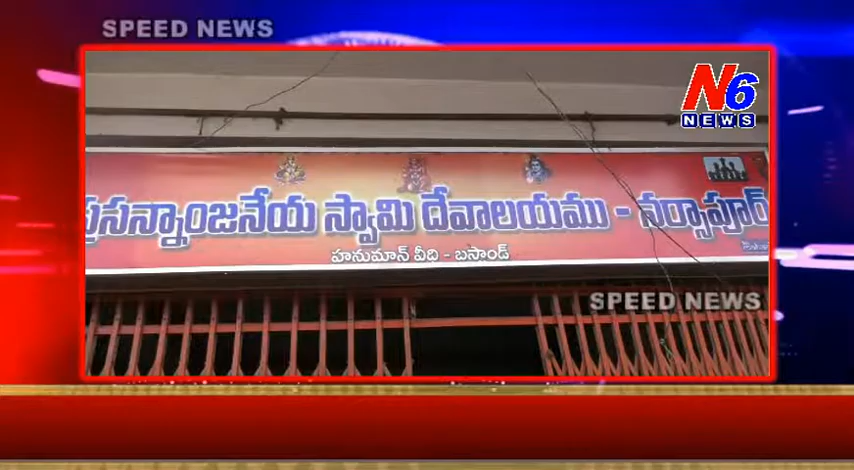 SPEED NEWS
N6
NEWS
ప్రసన్నాంజనేయ స్వామి దేవాలయము - నర్సాపూర్
హనుమాన్ వీధి - బస్టాండ్
SPEED NEWS